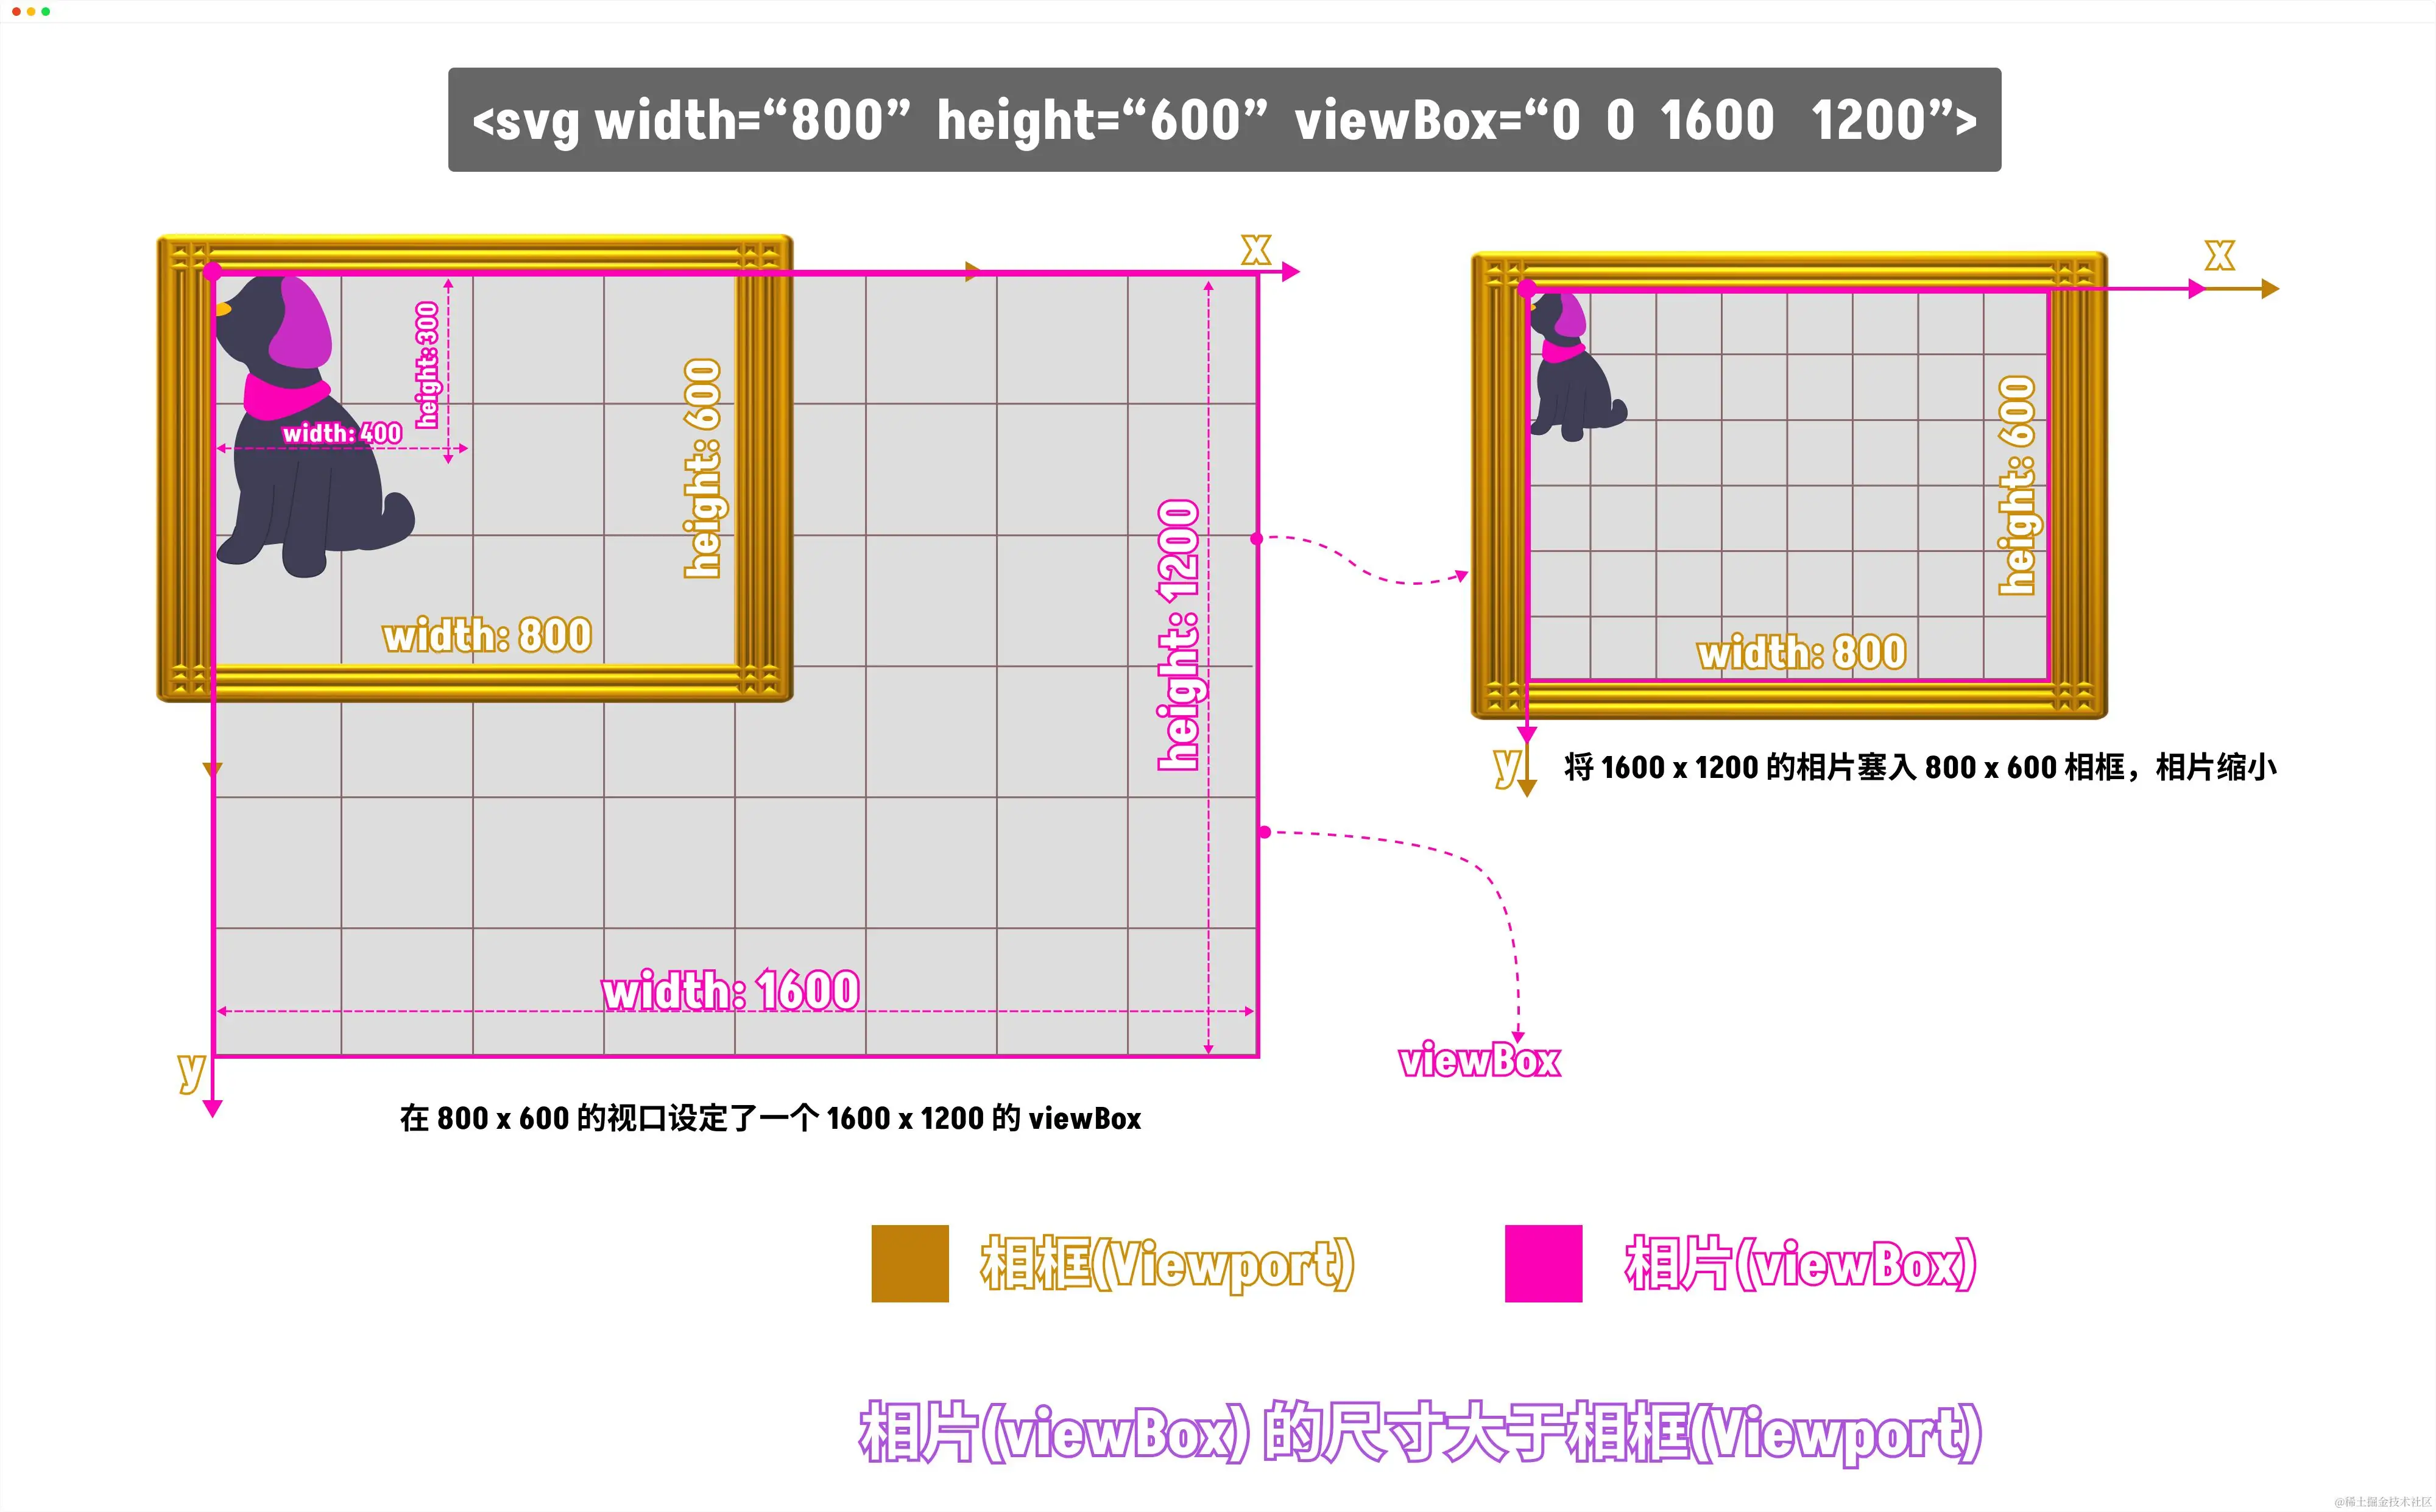 <svg width=“800” height=“600” viewBox=“0 0 1600 1200”>
x
x
height: 300
width: 400
height: 600
width: 800
height: 1200
width: 1600
y
在 800 x 600 的视口设定了一个 1600 x 1200 的 viewBox
height: 600
width: 800
y
将 1600 x 1200 的相片塞入 800 x 600 相框，相片缩小
viewBox
相框(Viewport)
相片(viewBox)
相片(viewBox) 的尺寸大于相框(Viewport)
@稀土掘金技术社区